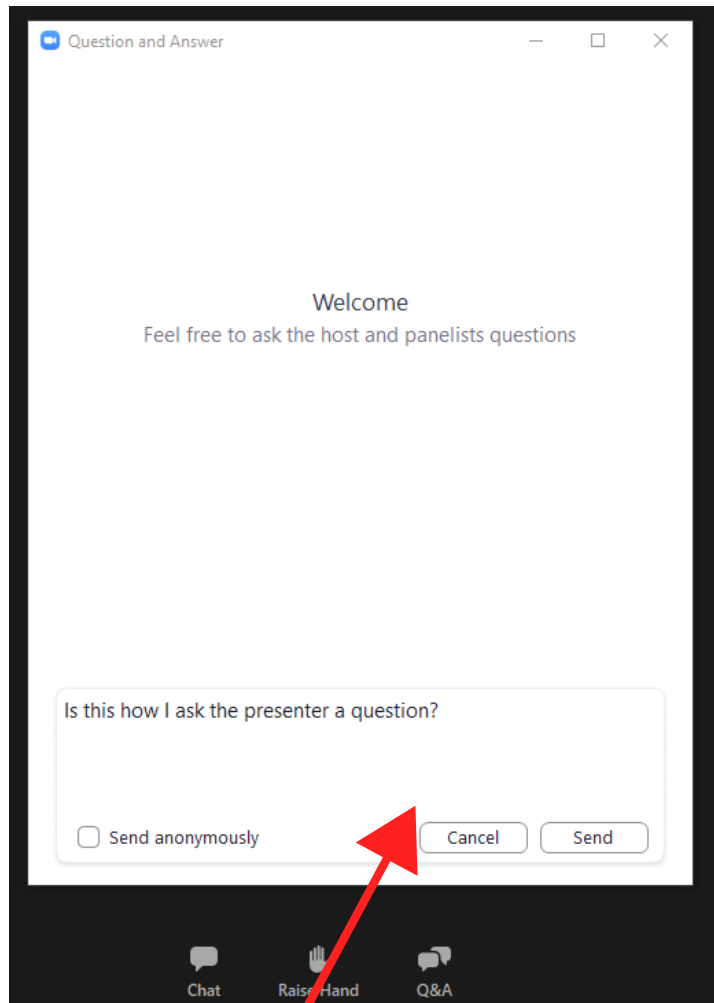 Question and Answer
Welcome
Feel free to ask the host and panelists questions
Is this how I ask the presenter a question?
Send anonymously
Cancel
Send
Chat
Raise Hand
Q&A